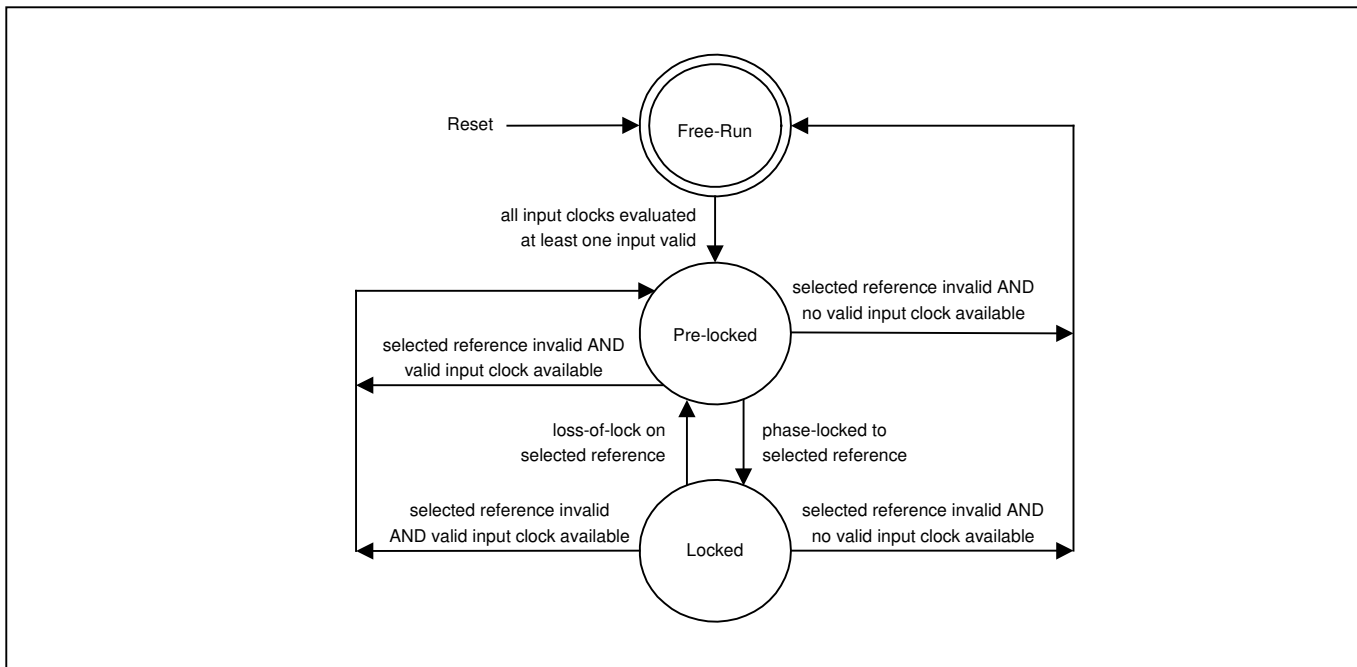 Reset
Free-Run
all input clocks evaluated
at least one input valid
selected reference invalid AND
no valid input clock available
Pre-locked
selected reference invalid AND
valid input clock available
loss-of-lock on
selected reference
phase-locked to
selected reference
selected reference invalid
AND valid input clock available
Locked
selected reference invalid AND
no valid input clock available